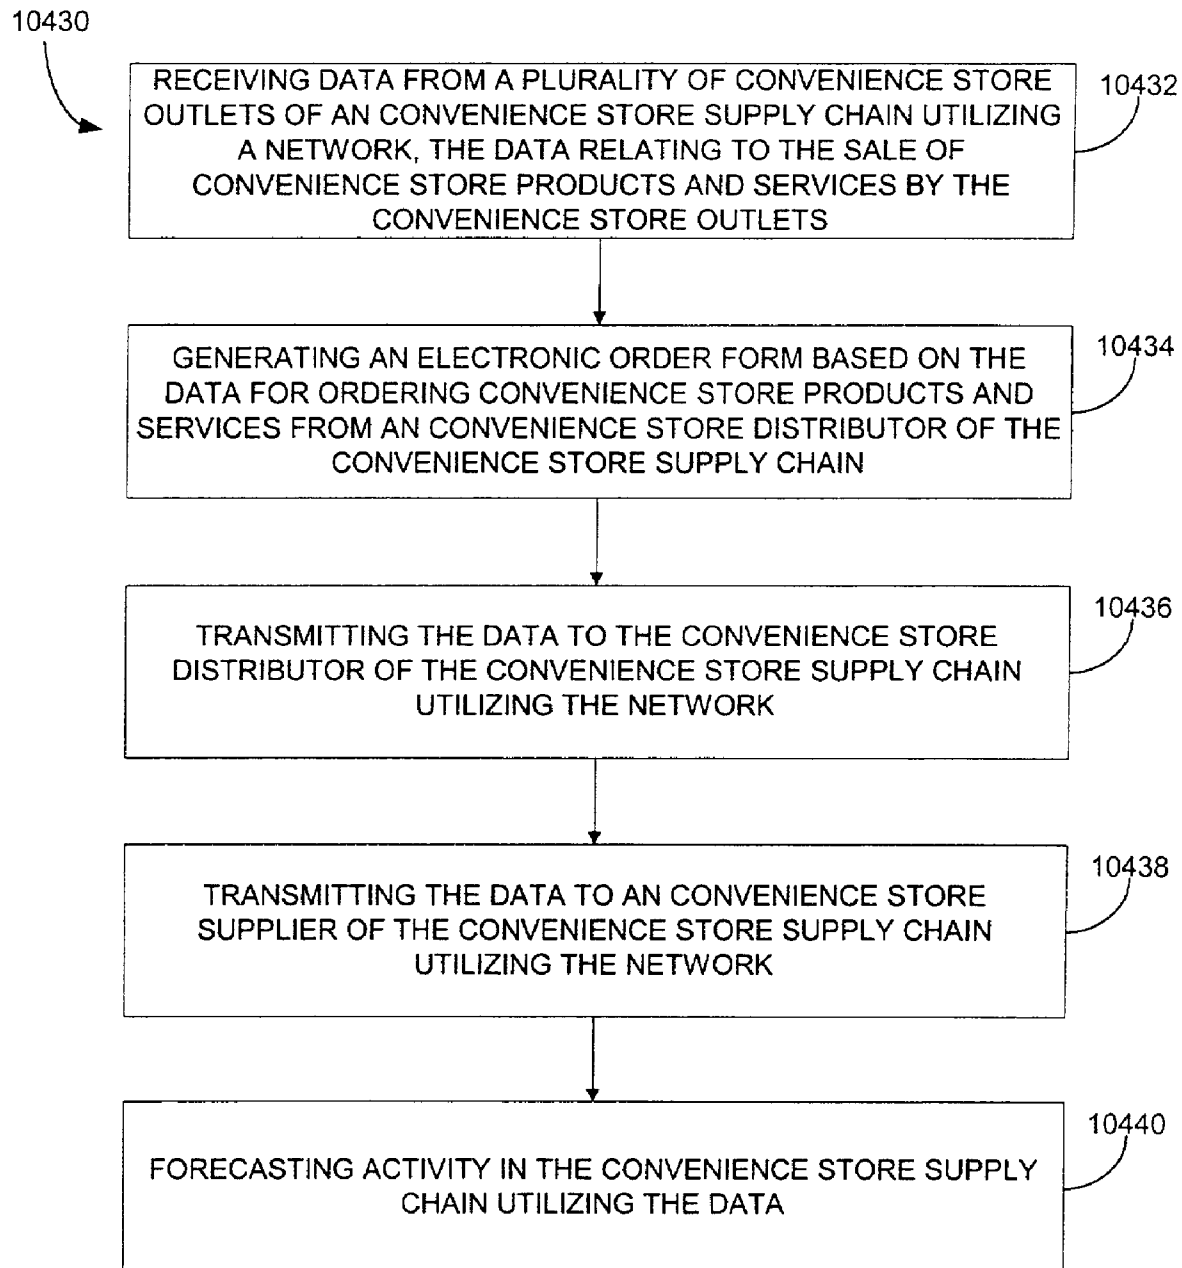 10430
RECEIVING DATA FROM A PLURALITY OF CONVENIENCE STORE
OUTLETS OF AN CONVENIENCE STORE SUPPLY CHAIN UTILIZING
A NETWORK, THE DATA RELATING TO THE SALE OF
CONVENIENCE STORE PRODUCTS AND SERVICES BY THE
CONVENIENCE STORE OUTLETS
10432
GENERATING AN ELECTRONIC ORDER FORM BASED ON THE
DATA FOR ORDERING CONVENIENCE STORE PRODUCTS AND
SERVICES FROM AN CONVENIENCE STORE DISTRIBUTOR OF THE
CONVENIENCE STORE SUPPLY CHAIN
10434
TRANSMITTING THE DATA TO THE CONVENIENCE STORE
DISTRIBUTOR OF THE CONVENIENCE STORE SUPPLY CHAIN
UTILIZING THE NETWORK
10436
TRANSMITTING THE DATA TO AN CONVENIENCE STORE
SUPPLIER OF THE CONVENIENCE STORE SUPPLY CHAIN
UTILIZING THE NETWORK
10438
FORECASTING ACTIVITY IN THE CONVENIENCE STORE SUPPLY
CHAIN UTILIZING THE DATA
10440